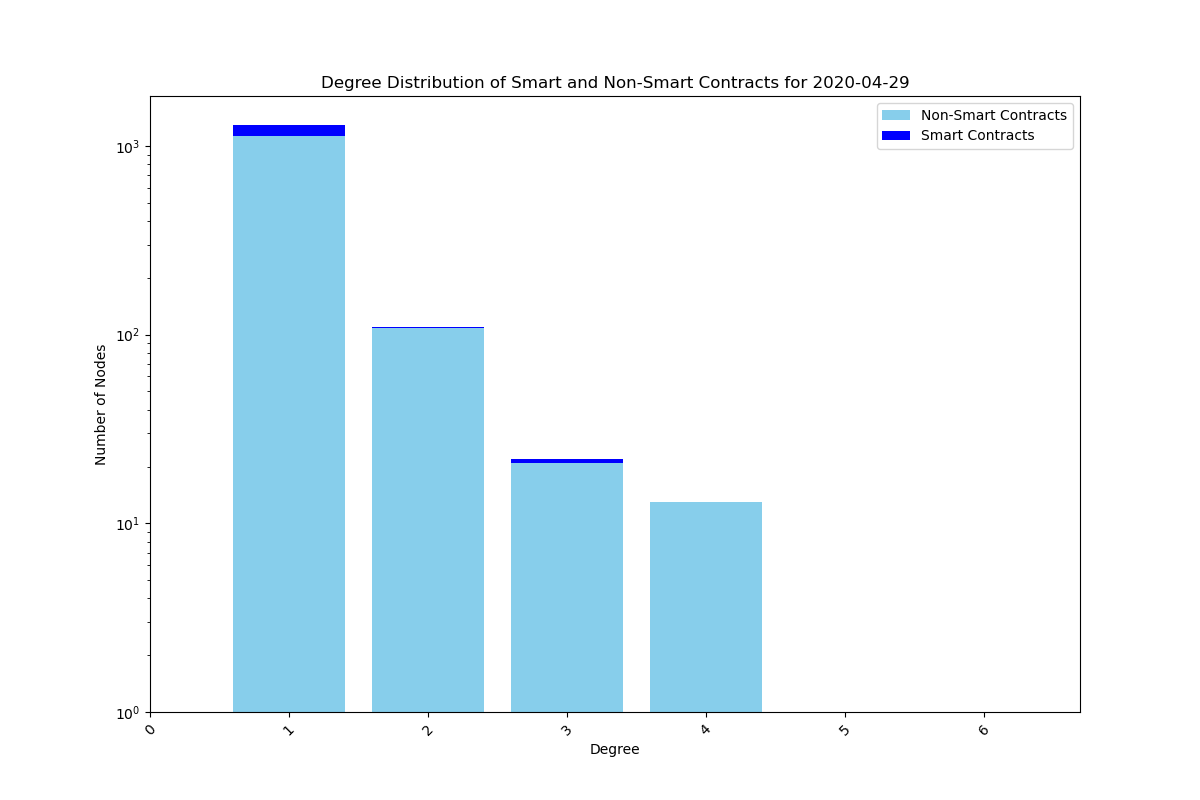 Degree Distribution of Smart and Non-Smart Contracts for 2020-04-29
Non-Smart Contracts
Smart Contracts
Number of Nodes
10³
10²
10¹
10⁰
0 1 2 3 4 5 6
Degree